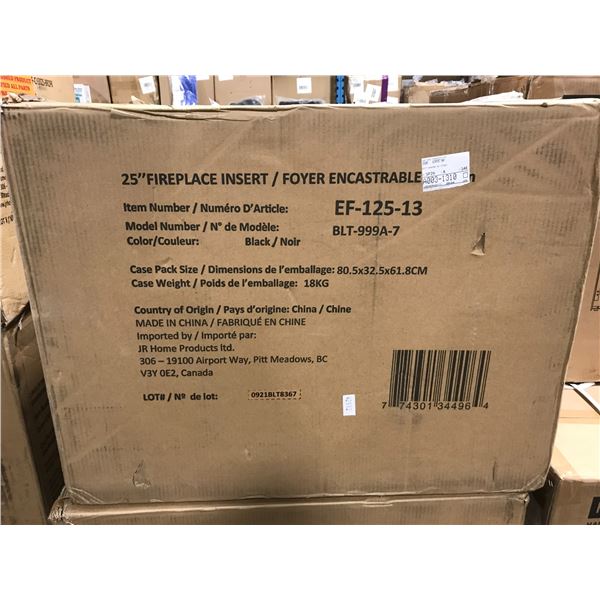 25"FIREPLACE INSERT / FOYER ENCASTRABLE
Item Number / Numéro D'Article: EF-125-13
Model Number / N° de Modèle: BLT-999A-7
Color/Couleur: Black / Noir
Case Pack Size / Dimensions de l'emballage: 80.5x32.5x61.8CM
Case Weight / Poids de l'emballage: 18KG
Country of Origin / Pays d'origine: China / Chine
MADE IN CHINA / FABRIQUÉ EN CHINE
Imported by / Importé par:
JR Home Products ltd.
306 – 19100 Airport Way, Pitt Meadows, BC
V3Y 0E2, Canada
LOT# / Nº de lot: 0921BLT8367
7 74301 34496 4
A003-1310